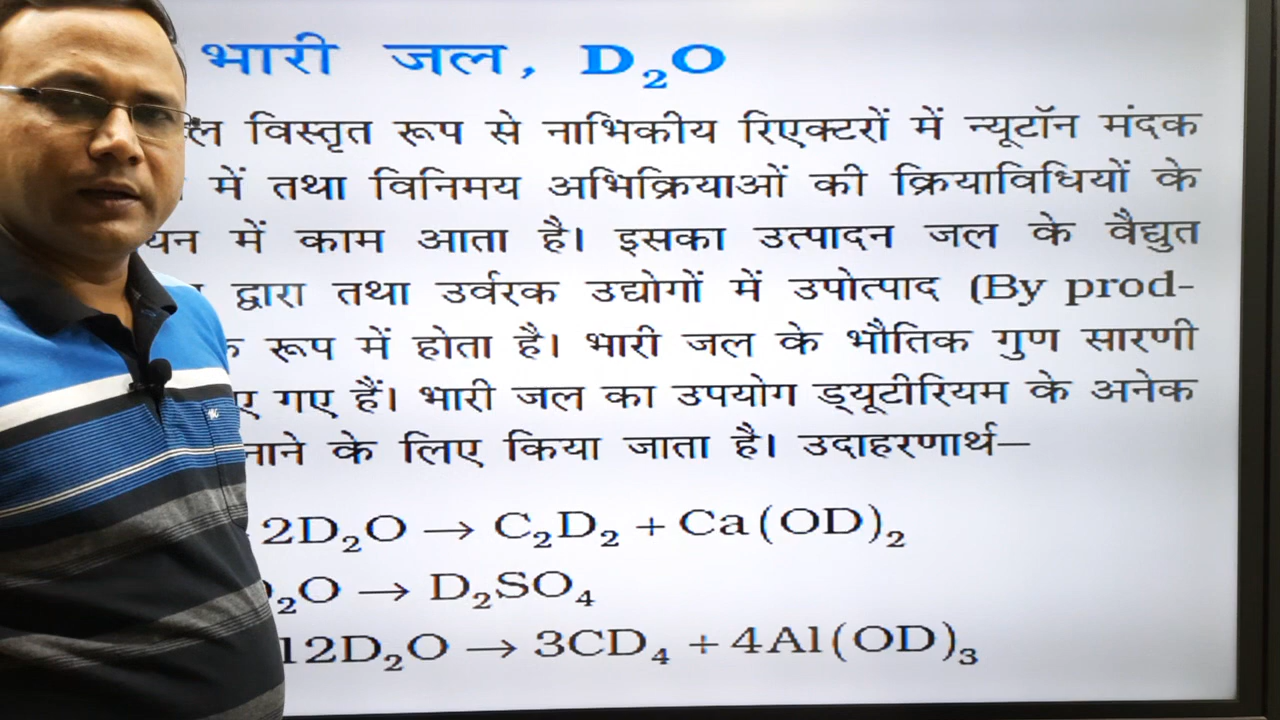 भारी जल, D₂O
विस्तृत रूप से नाभिकीय रिएक्टरों में न्यूटॉन मंदक
में तथा विनिमय अभिक्रियाओं की क्रियाविधियों के
में काम आता है। इसका उत्पादन जल के वैद्युत
द्वारा तथा उर्वरक उद्योगों में उपोत्पाद (By prod-
रूप में होता है। भारी जल के भौतिक गुण सारणी
गए हैं। भारी जल का उपयोग ड्यूटीरियम के अनेक
के लिए किया जाता है। उदाहरणार्थ—
2D₂O → C₂D₂ + Ca(OD)₂
₂O → D₂SO₄
12D₂O → 3CD₄ + 4Al(OD)₃